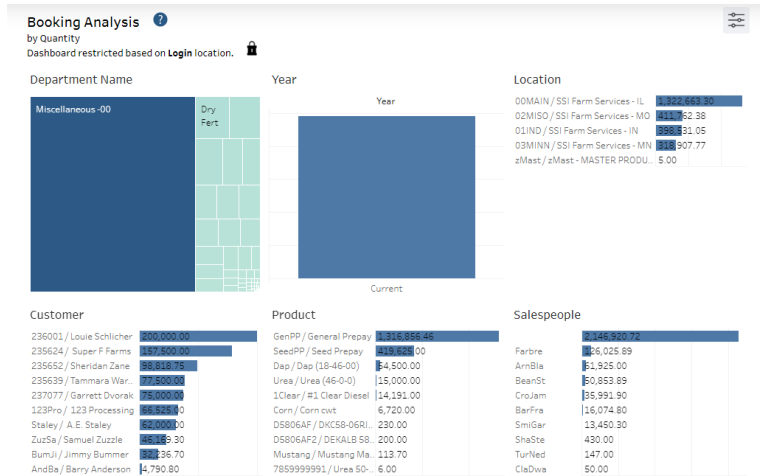 Booking Analysis ?
by Quantity
Dashboard restricted based on Login location.
Department Name
Miscellaneous -00
Dry
Fert
Year
Year
Current
Location
00MAIN / SSI Farm Services - IL 1,322,663.30
02MISO / SSI Farm Services - MO 411,762.38
01IND / SSI Farm Services - IN 398,531.05
03MINN / SSI Farm Services - MN 318,907.77
zMast / zMast - MASTER PRODU.. 5.00
Customer
236001 / Louie Schlicher 200,000.00
235624 / Super F Farms 157,500.00
235652 / Sheridan Zane 98,818.75
235639 / Tammara War.. 77,500.00
237077 / Garrett Dvorak 75,000.00
123Pro / 123 Processing 66,525.00
Staley / A.E. Staley 62,000.00
ZuzSa / Samuel Zuzzle 46,169.30
BumJi / Jimmy Bummer 32,236.70
AndBa / Barry Anderson 4,790.80
Product
GenPP / General Prepay 1,316,856.46
SeedPP / Seed Prepay 419,625.00
Dap / Dap (18-46-00) 54,500.00
Urea / Urea (46-0-0) 15,000.00
1Clear / #1 Clear Diesel 14,191.00
Corn / Corn cwt 6,720.00
D5806AF / DKC58-06RI.. 230.00
D5806AF2 / DEKALB 58.. 200.00
Mustang / Mustang Ma.. 113.70
7859999991 / Urea 50-.. 6.00
Salespeople
2,146,920.72
Farbre 126,025.89
ArnBla 61,925.00
BeanSt 50,853.89
CroJam 35,991.90
BarFra 16,074.80
SmiGar 13,450.30
ShaSte 430.00
TurNed 147.00
ClaDwa 50.00